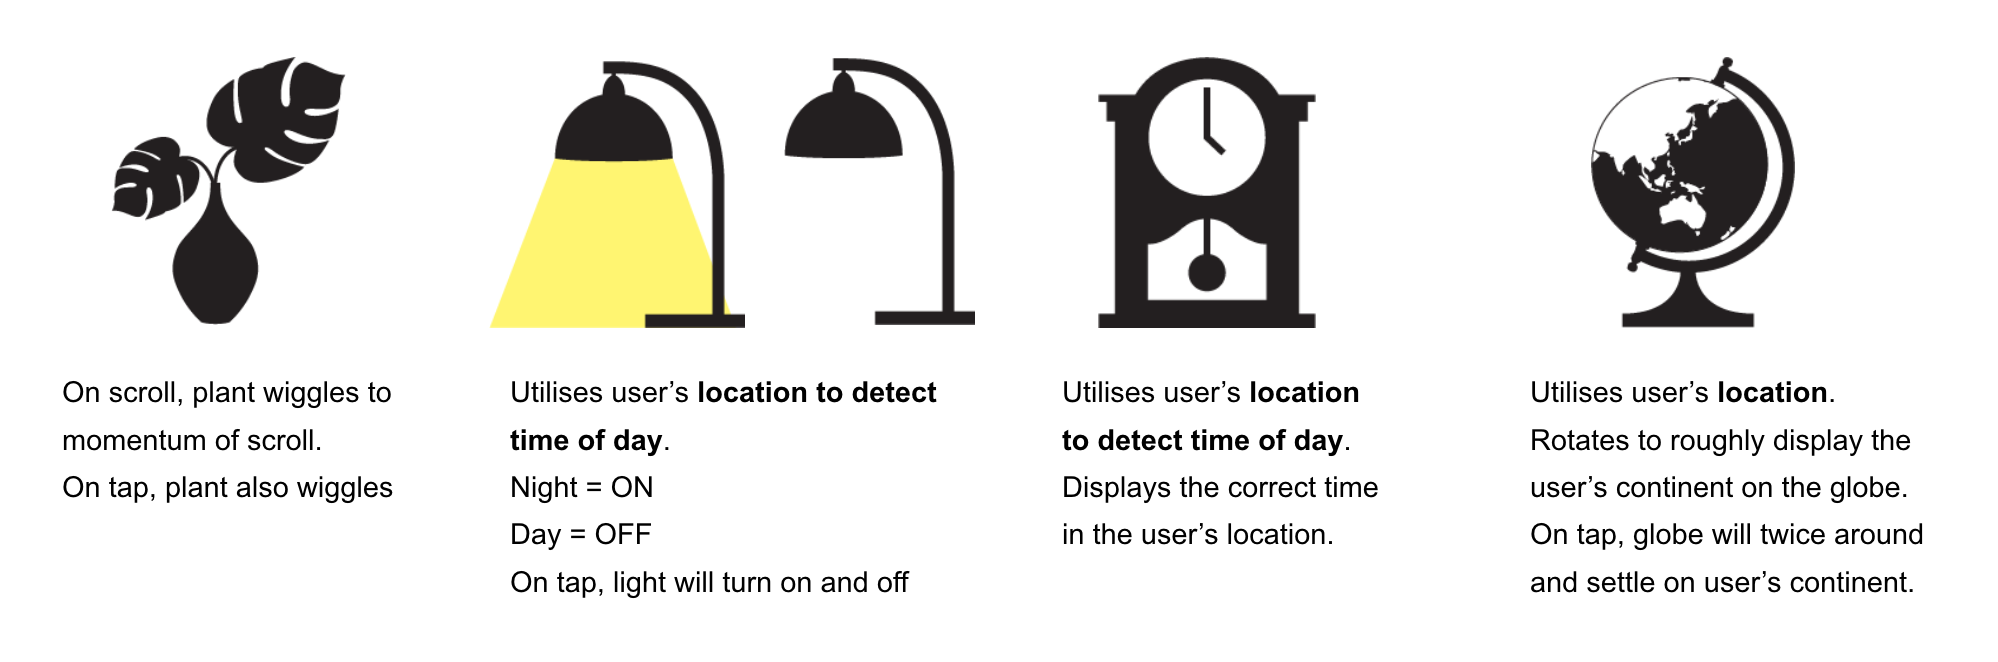 On scroll, plant wiggles to
momentum of scroll.
On tap, plant also wiggles
Utilises user’s location to detect
time of day.
Night = ON
Day = OFF
On tap, light will turn on and off
Utilises user’s location
to detect time of day.
Displays the correct time
in the user’s location.
Utilises user’s location.
Rotates to roughly display the
user’s continent on the globe.
On tap, globe will twice around
and settle on user’s continent.